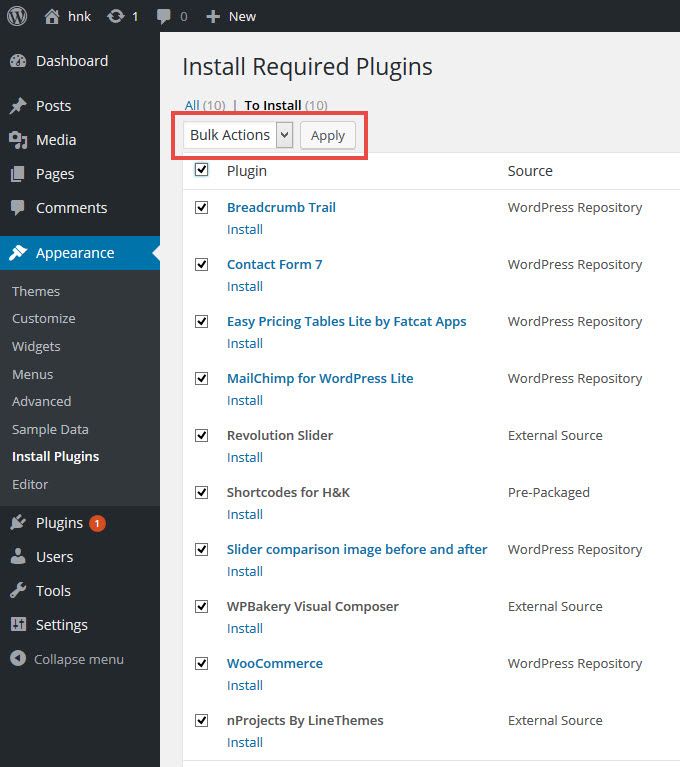 hnk 1 0 New
Dashboard
Posts
Media
Pages
Comments
Appearance
Themes
Customize
Widgets
Menus
Advanced
Sample Data
Install Plugins
Editor
Plugins 1
Users
Tools
Settings
Collapse menu
Install Required Plugins
All (10) | To Install (10)
Bulk Actions Apply
Plugin Source
Breadcrumb Trail WordPress Repository
Install
Contact Form 7 WordPress Repository
Install
Easy Pricing Tables Lite by Fatcat Apps WordPress Repository
Install
MailChimp for WordPress Lite WordPress Repository
Install
Revolution Slider External Source
Install
Shortcodes for H&K Pre-Packaged
Install
Slider comparison image before and after WordPress Repository
Install
WPBakery Visual Composer External Source
Install
WooCommerce WordPress Repository
Install
nProjects By LineThemes External Source
Install